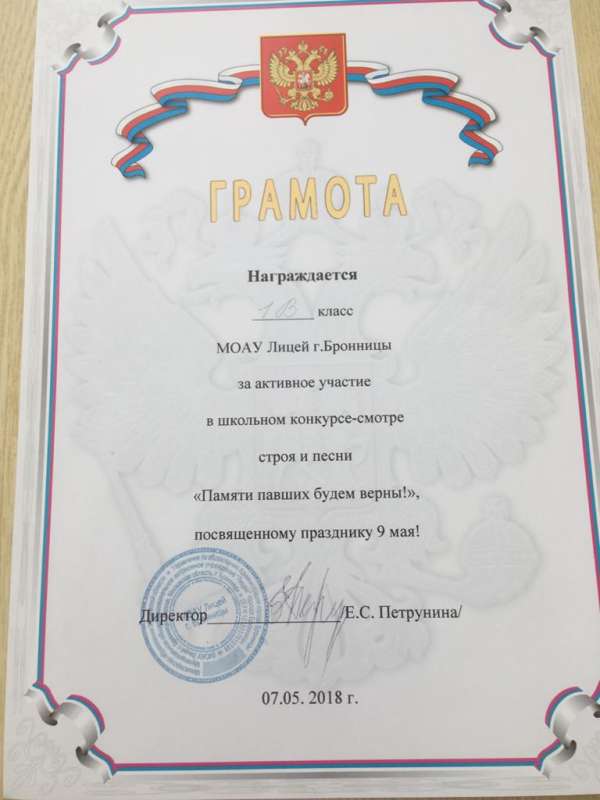 ГРАМОТА
Награждается
1В класс
МОАУ Лицей г.Бронницы
за активное участие
в школьном конкурсе-смотре
строя и песни
«Памяти павших будем верны!»,
посвященному празднику 9 мая!
Директор /Е.С. Петрунина/
07.05. 2018 г.